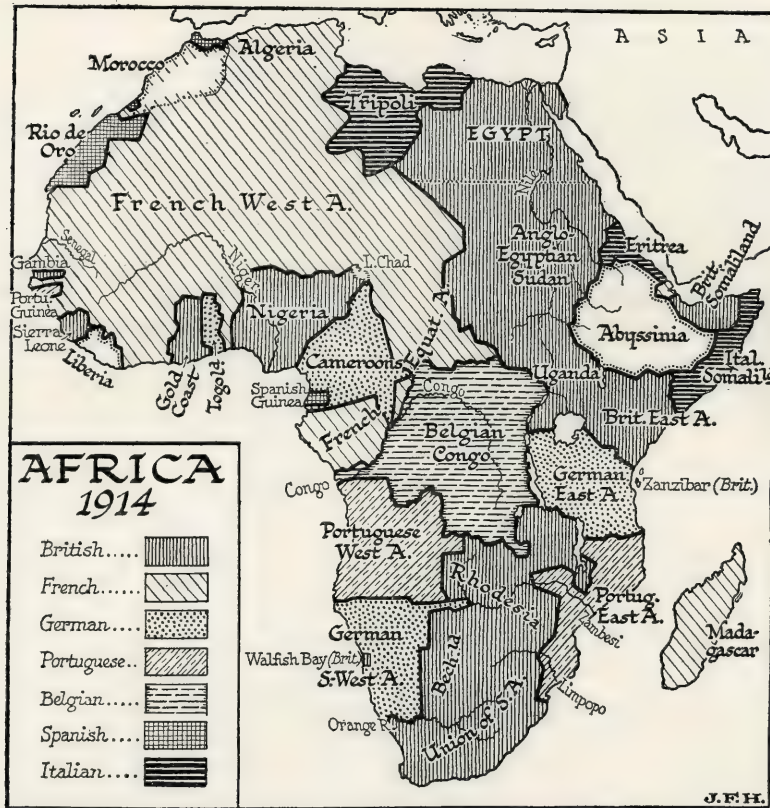 ASIA
Algeria
Morocco
Tripoli
Rio de
Oro
EGYPT
French West A.
Nile
Senegal
Gambia
Portu.
Guinea
Sierra
Leone
Liberia
Niger
L. Chad
Nigeria
Gold
Coast
Togold.
Anglo-
Egyptian
Sudan
Eritrea
Brit.
Somaliland
Abyssinia
Ital.
Somalild
Cameroons
Equat. A.
Uganda
Brit. East A.
Spanish
Guinea
French
Congo
Belgian
Congo
Congo
German
East A.
Zanzibar (Brit.)
Portuguese
West A.
Rhodesia
Portug.
East A.
Zambesi
Mada-
gascar
German
S. West A.
Walfish Bay (Brit)
Bech. ld
Limpopo
Orange R.
Union of S. A.
AFRICA
1914
British.....
French.....
German....
Portuguese..
Belgian....
Spanish....
Italian....
J.F.H.